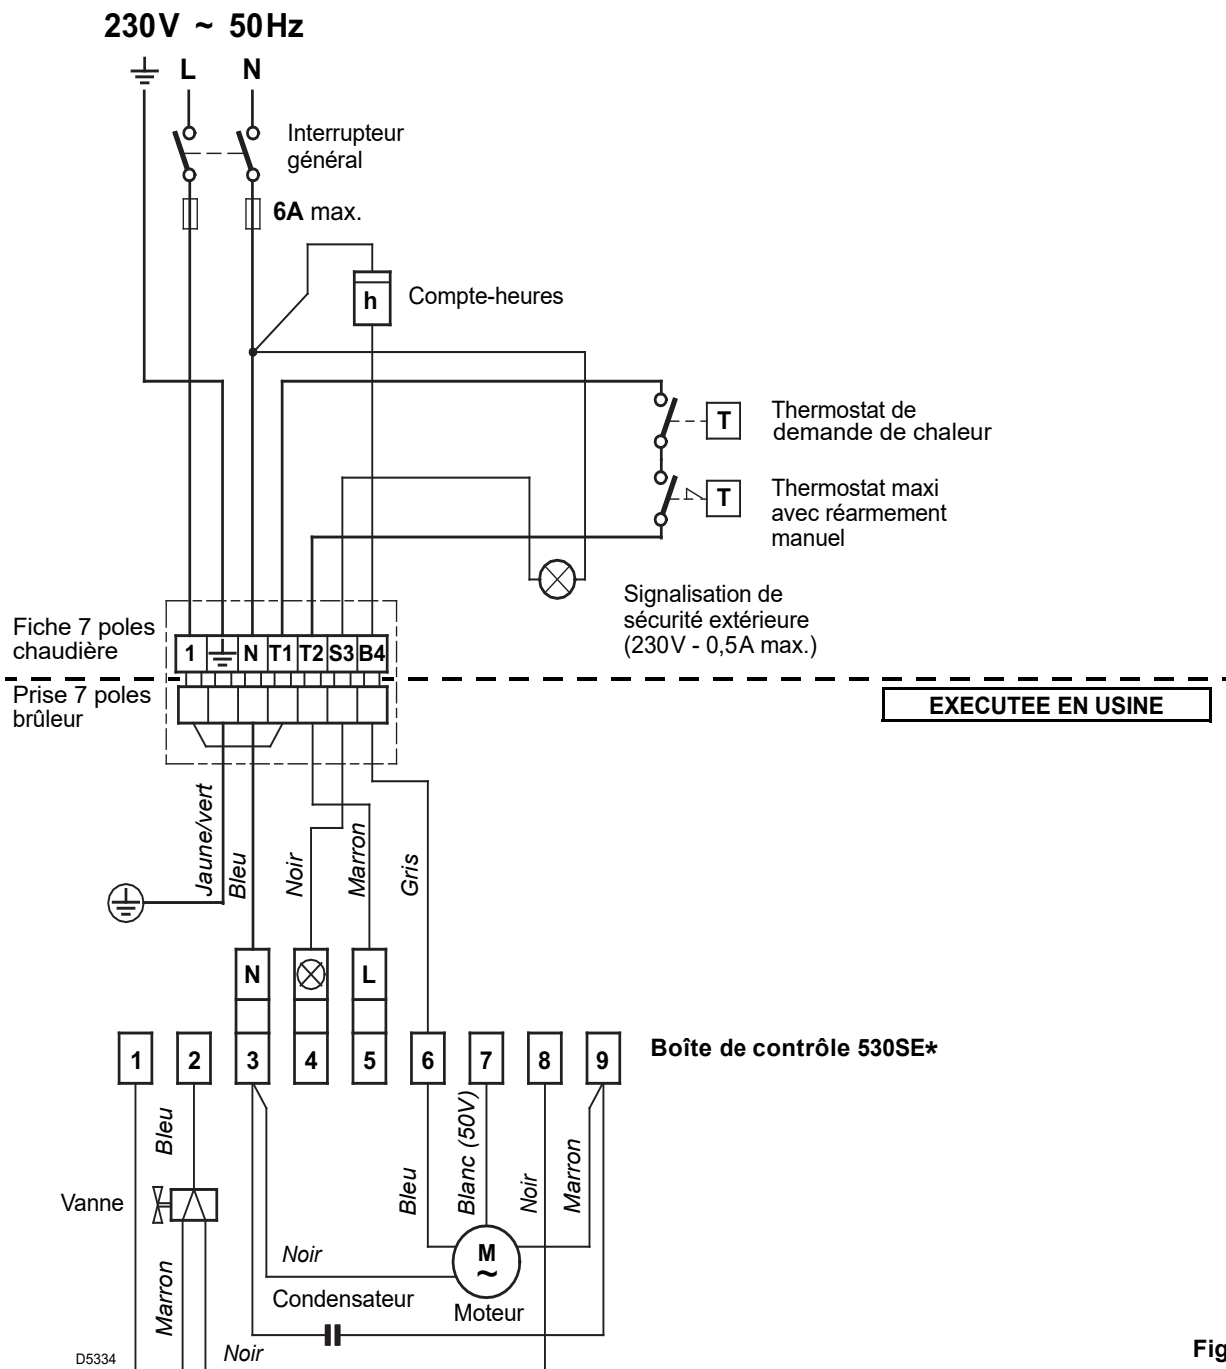 230V ~ 50Hz
L N
Interrupteur
général
6A max.
h Compte-heures
T Thermostat de
demande de chaleur
T Thermostat maxi
avec réarmement
manuel
Signalisation de
sécurité extérieure
(230V - 0,5A max.)
Fiche 7 poles
chaudière
1 N T1 T2 S3 B4
Prise 7 poles
brûleur
EXECUTEE EN USINE
Jaune/vert
Bleu
Noir
Marron
Gris
N L
1 2 3 4 5 6 7 8 9
Boîte de contrôle 530SE*
Bleu
Bleu
Blanc (50V)
Noir
Marron
Vanne
Marron
Noir
M
~
Condensateur
Moteur
Noir
D5334
Fig